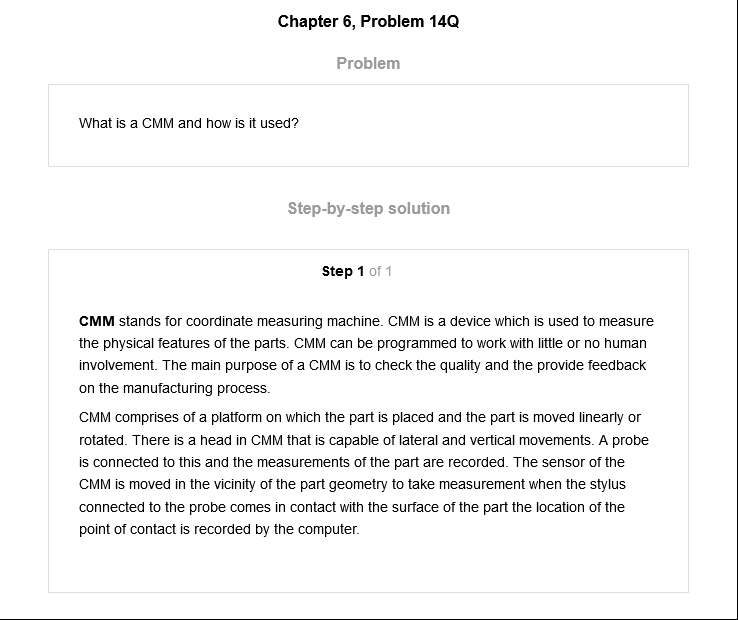 Chapter 6, Problem 14Q
Problem
What is a CMM and how is it used?
Step-by-step solution
Step 1 of 1
CMM stands for coordinate measuring machine. CMM is a device which is used to measure
the physical features of the parts. CMM can be programmed to work with little or no human
involvement. The main purpose of a CMM is to check the quality and the provide feedback
on the manufacturing process.
CMM comprises of a platform on which the part is placed and the part is moved linearly or
rotated. There is a head in CMM that is capable of lateral and vertical movements. A probe
is connected to this and the measurements of the part are recorded. The sensor of the
CMM is moved in the vicinity of the part geometry to take measurement when the stylus
connected to the probe comes in contact with the surface of the part the location of the
point of contact is recorded by the computer.